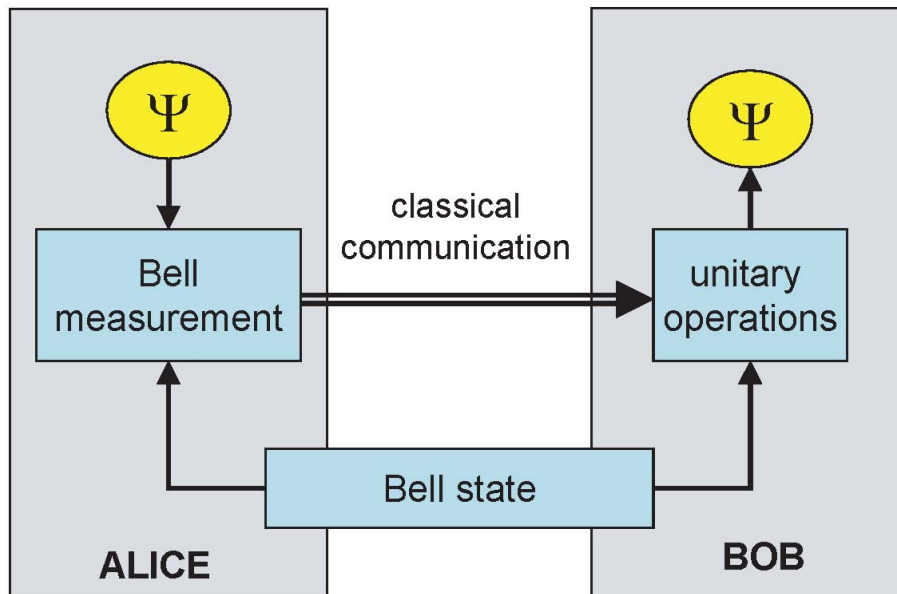 Ψ
Ψ
classical
communication
Bell
measurement
unitary
operations
Bell state
ALICE
BOB